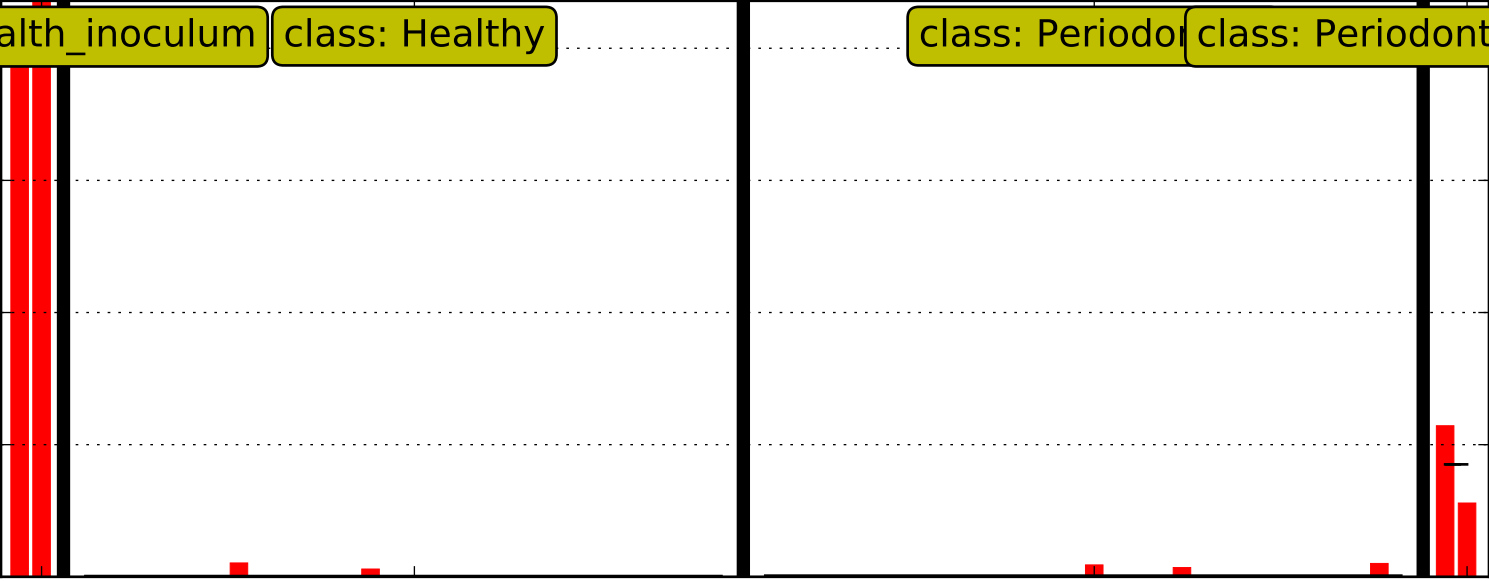 alth_inoculum
class: Healthy
class: Periodon
class: Periodont